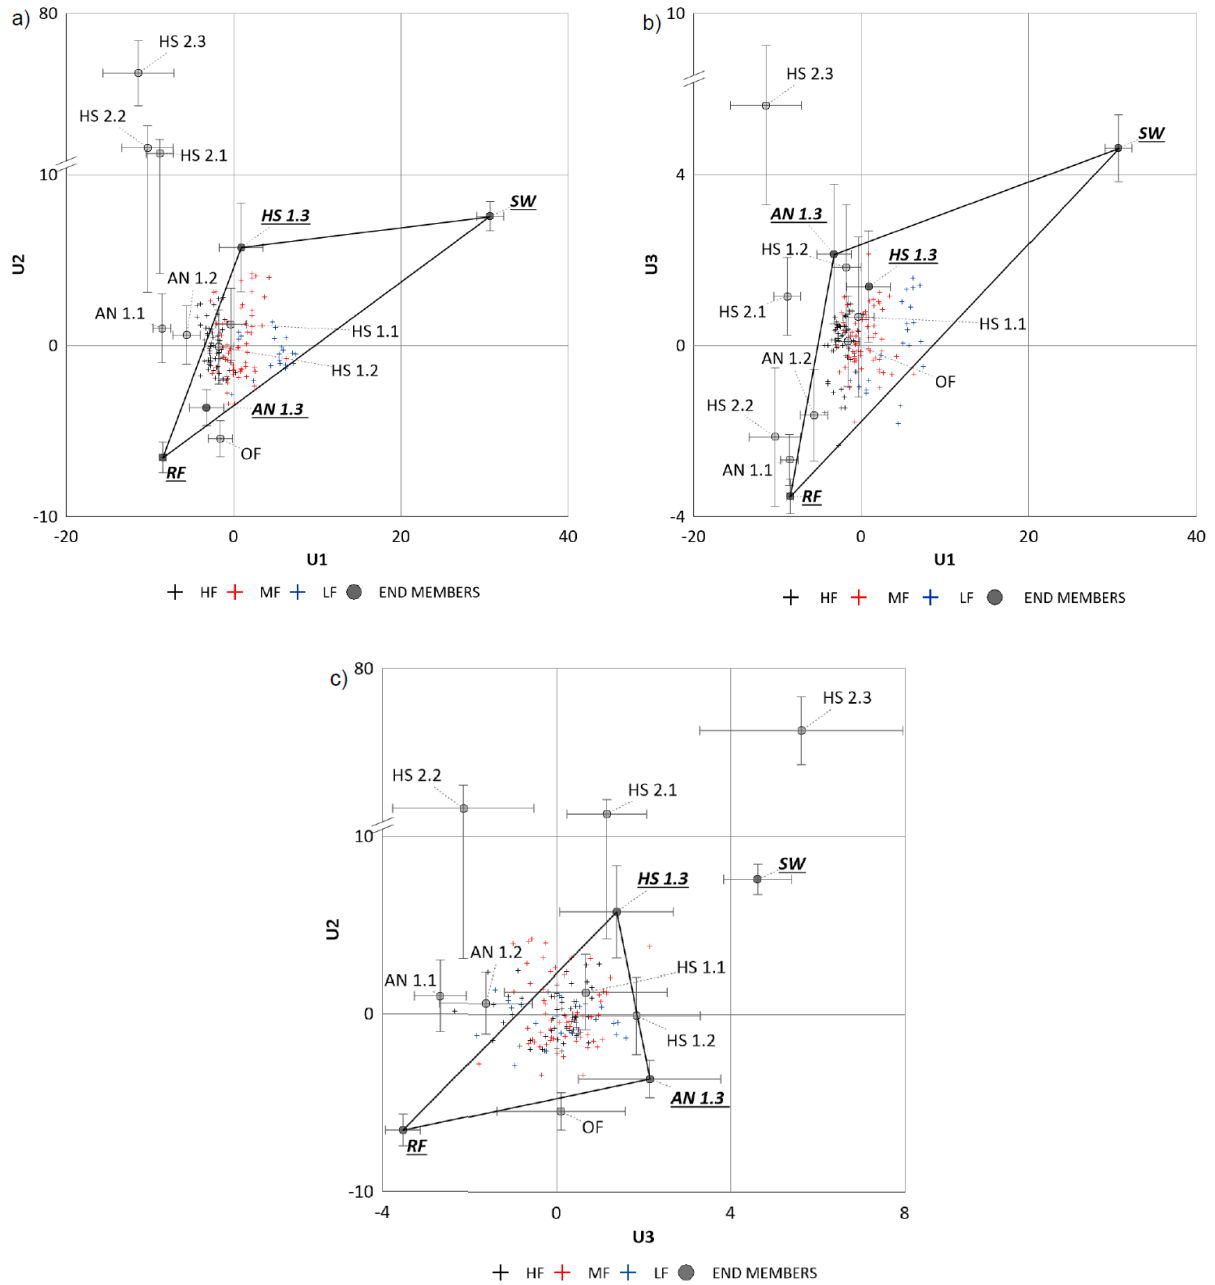 a)
80
HS 2.3
HS 2.2
HS 2.1
10
HS 1.3
SW
U2
AN 1.2
AN 1.1
HS 1.1
0
HS 1.2
AN 1.3
OF
RF
-10
-20 0 20 40
U1
HF MF LF END MEMBERS
b)
10
HS 2.3
SW
4
AN 1.3
HS 1.2
HS 1.3
U3
HS 2.1
HS 1.1
0
AN 1.2
OF
HS 2.2
AN 1.1
RF
-4
-20 0 20 40
U1
HF MF LF END MEMBERS
c)
80
HS 2.3
HS 2.2
HS 2.1
10
SW
HS 1.3
U2
AN 1.2
AN 1.1
HS 1.1
0
HS 1.2
AN 1.3
OF
RF
-10
-4 0 4 8
U3
HF MF LF END MEMBERS